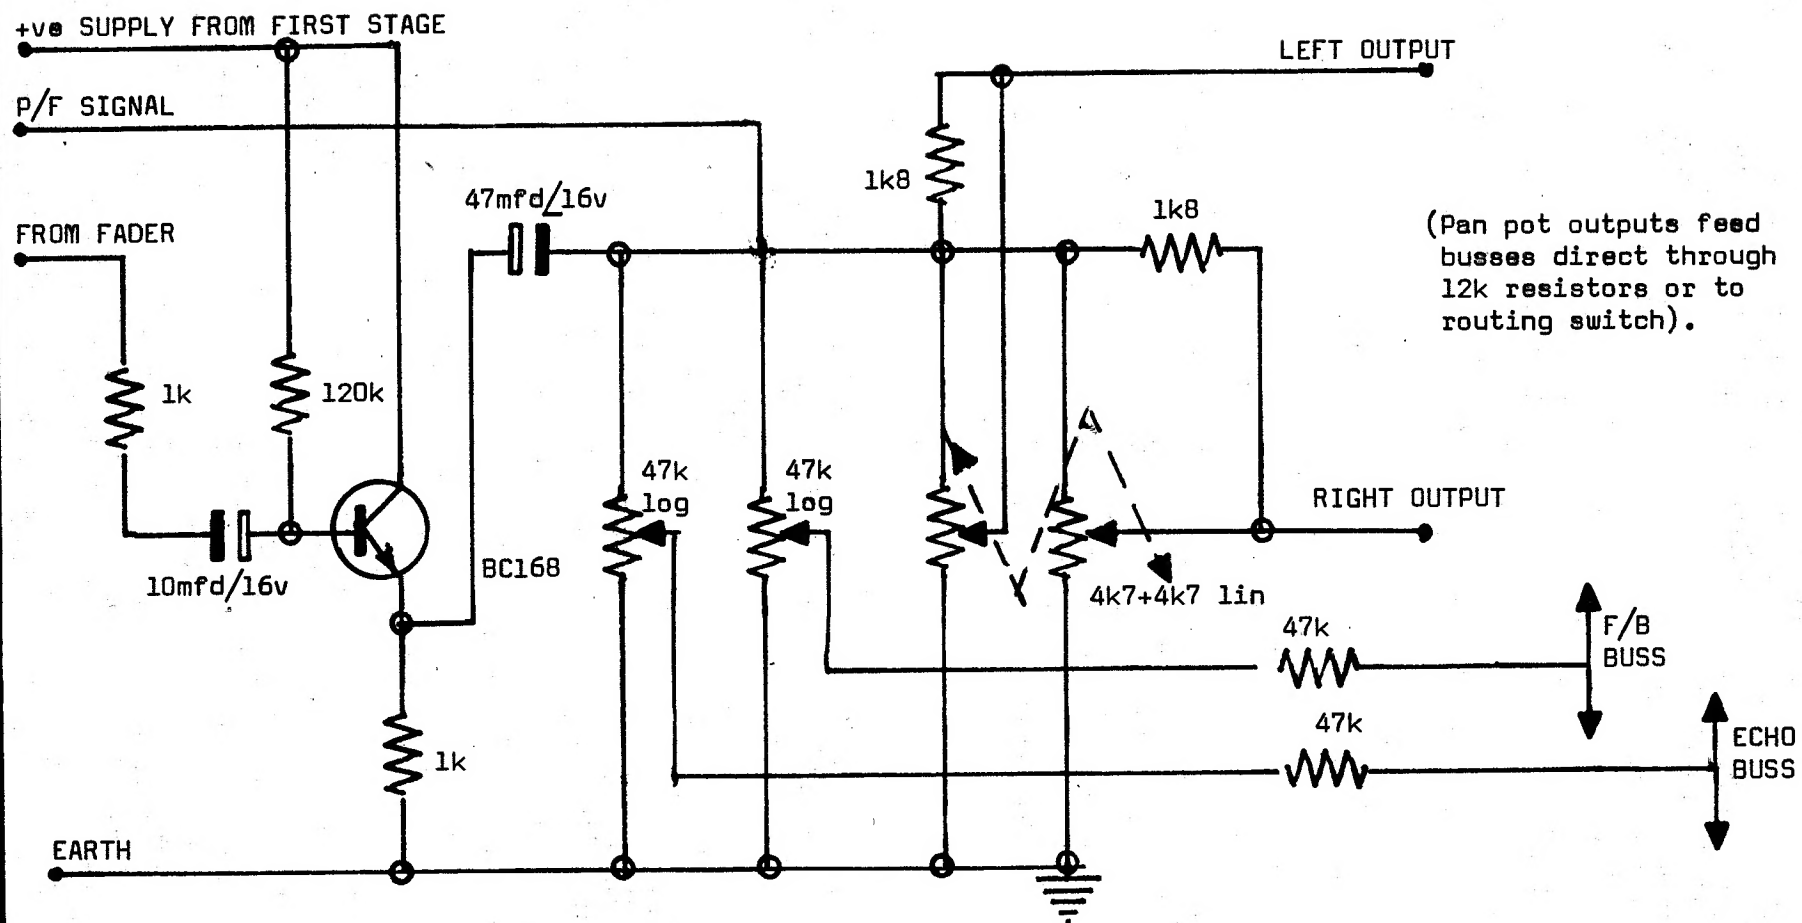 +ve SUPPLY FROM FIRST STAGE
LEFT OUTPUT
P/F SIGNAL
1k8
47mfd/16v
1k8
FROM FADER
(Pan pot outputs feed
busses direct through
12k resistors or to
routing switch).
1k
120k
47k
log
47k
log
RIGHT OUTPUT
BC168
10mfd/16v
4k7+4k7 lin
47k
F/B
BUSS
47k
ECHO
BUSS
1k
EARTH